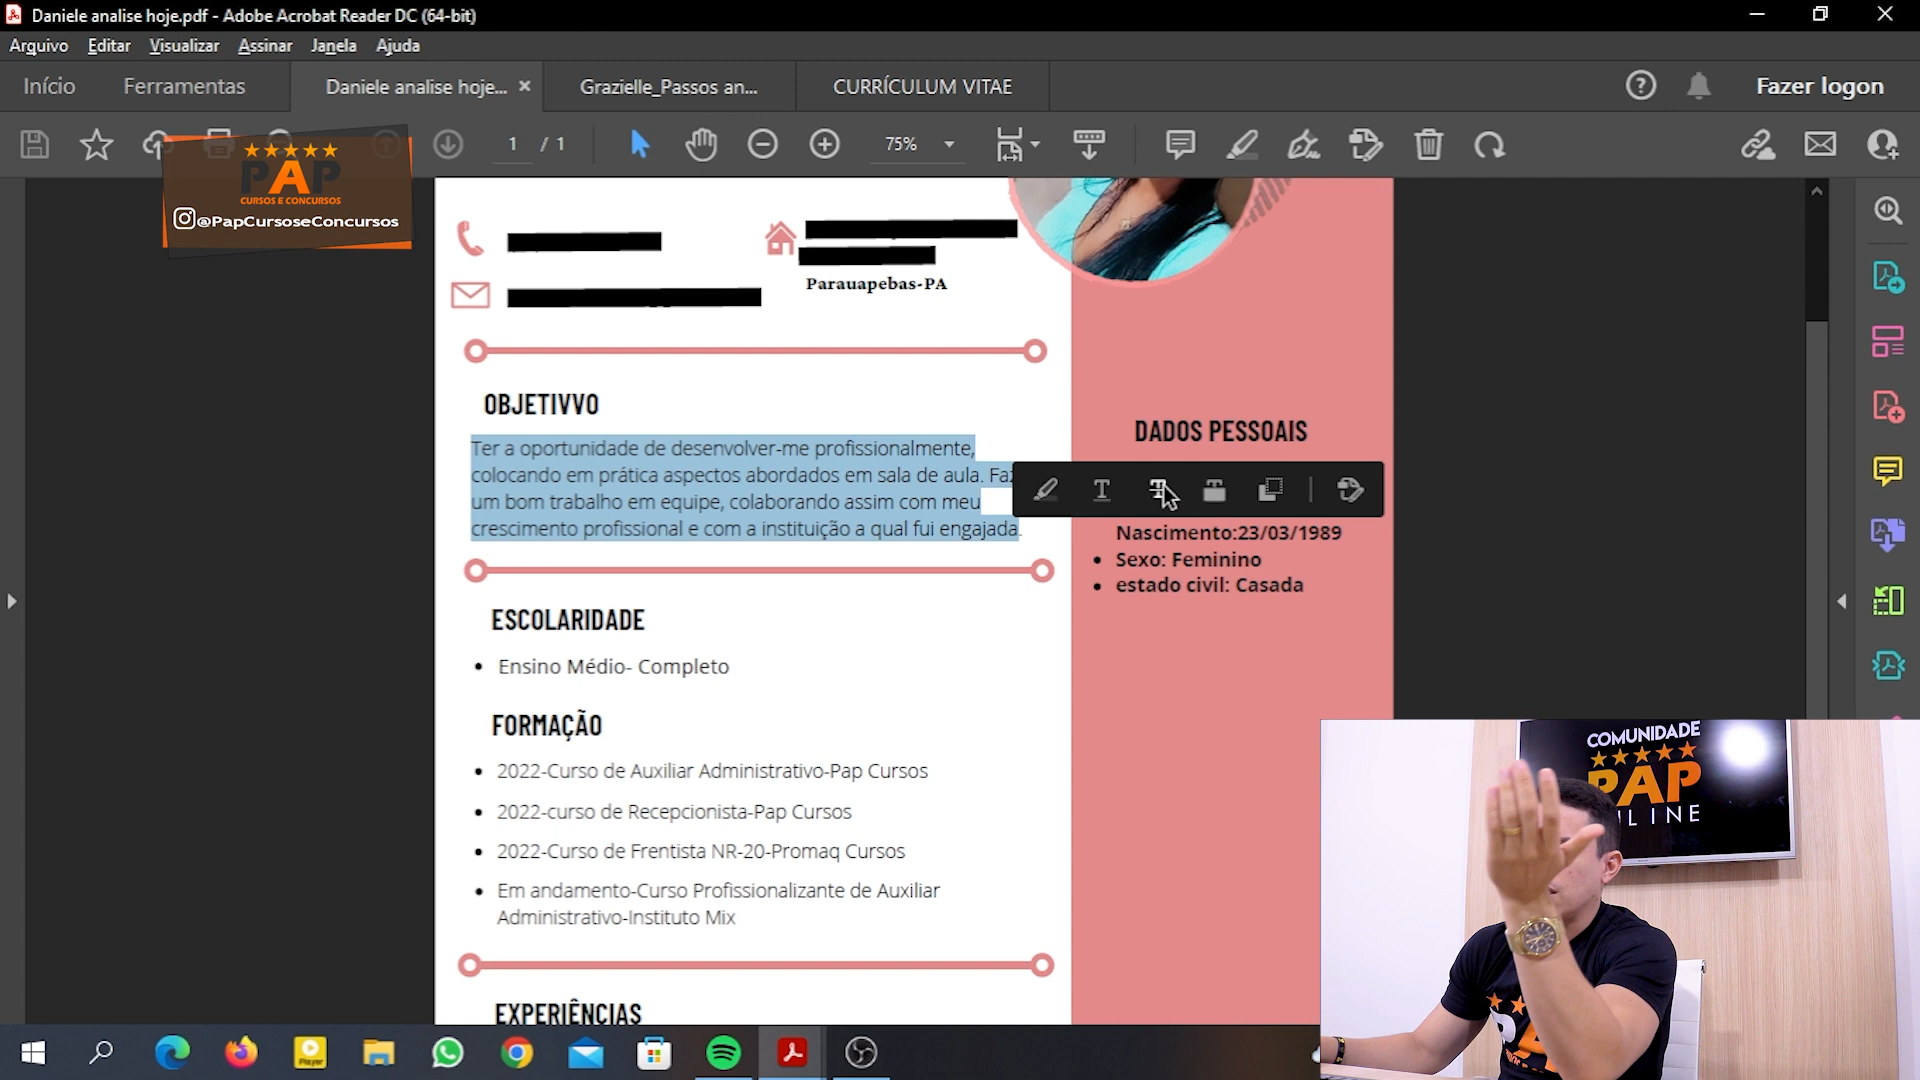 Daniele analise hoje.pdf - Adobe Acrobat Reader DC (64-bit)
Arquivo Editar Visualizar Assinar Janela Ajuda
Início Ferramentas Daniele analise hoje... × Grazielle_Passos an... CURRÍCULUM VITAE Fazer logon
1 / 1 75%
PAP
CURSOS E CONCURSOS
@PapCursoseConcursos
Parauapebas-PA
OBJETIVVO
Ter a oportunidade de desenvolver-me profissionalmente,
colocando em prática aspectos abordados em sala de aula.
um bom trabalho em equipe, colaborando assim com meu
crescimento profissional e com a instituição a qual fui engajada.
ESCOLARIDADE
• Ensino Médio- Completo
FORMAÇÃO
• 2022-Curso de Auxiliar Administrativo-Pap Cursos
• 2022-curso de Recepcionista-Pap Cursos
• 2022-Curso de Frentista NR-20-Promaq Cursos
• Em andamento-Curso Profissionalizante de Auxiliar
Administrativo-Instituto Mix
EXPERIÊNCIAS
DADOS PESSOAIS
Nascimento:23/03/1989
• Sexo: Feminino
• estado civil: Casada
COMUNIDADE
PAP
Player